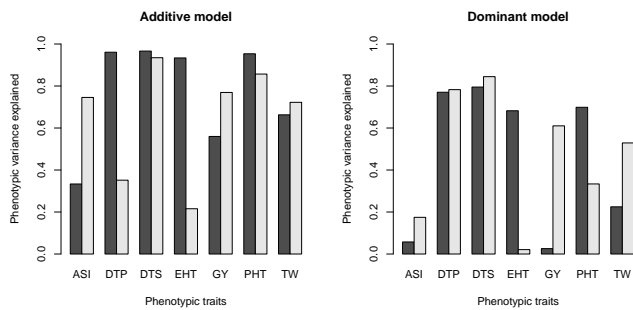 Additive model
Phenotypic variance explained
1.0
0.8
0.6
0.4
0.2
0.0
ASI DTP DTS EHT GY PHT TW
Phenotypic traits
Dominant model
Phenotypic variance explained
1.0
0.8
0.6
0.4
0.2
0.0
ASI DTP DTS EHT GY PHT TW
Phenotypic traits